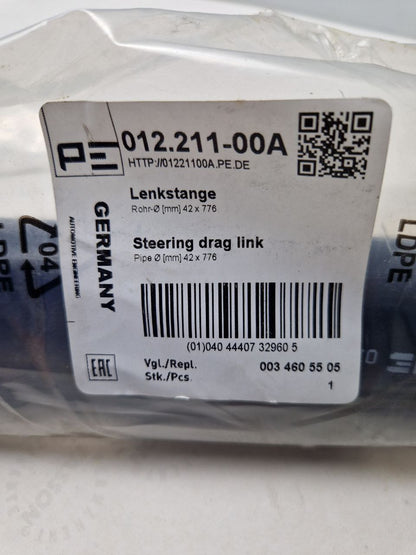 PE
012.211-00A
HTTP://01221100A.PE.DE
Lenkstange
Rohr-Ø [mm] 42 x 776
Steering drag link
Pipe Ø [mm] 42 x 776
AUTOMOTIVE ENGINEERING
GERMANY
(01)040 44407 32960 5
EAC
Vgl./Repl. 003 460 55 05
Stk./Pcs. 1
LDPE
04
LDPE